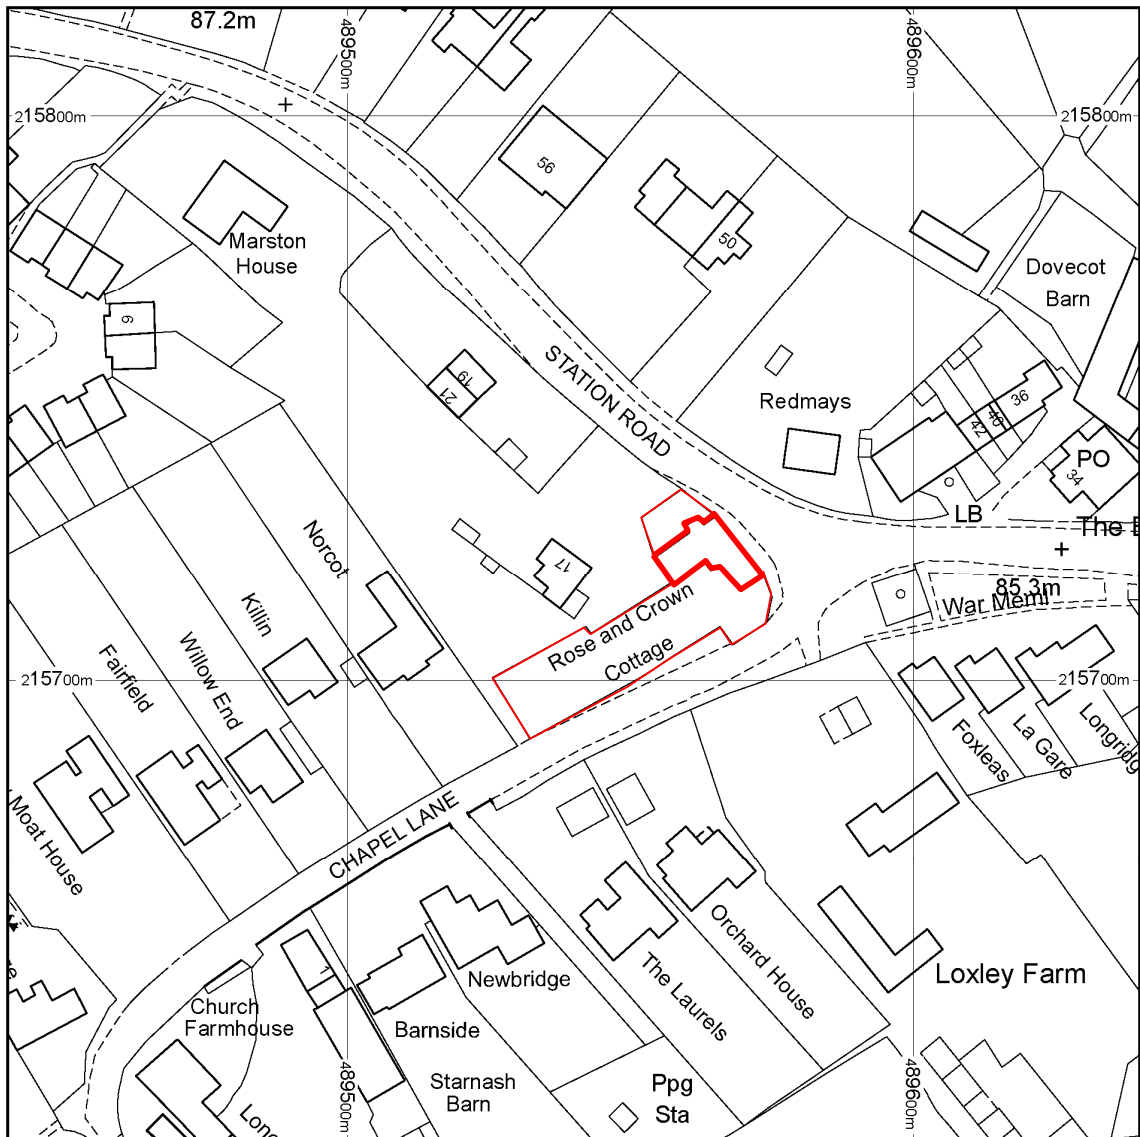 87.2m
489500m
489600m
215800m
215800m
56
50
Marston
House
Dovecot
Barn
9
STATION ROAD
19
21
Redmays
36
40
42
PO
34
LB
The
Norcot
17
85.3m
War Meml
Rose and Crown
Cottage
Killin
Willow End
Fairfield
215700m
215700m
Foxleas
La Gare
Longridg
Moat House
CHAPEL LANE
Orchard House
The Laurels
Newbridge
Loxley Farm
1
Church
Farmhouse
Barnside
Starnash
Barn
Ppg
Sta
489500m
489600m
Long